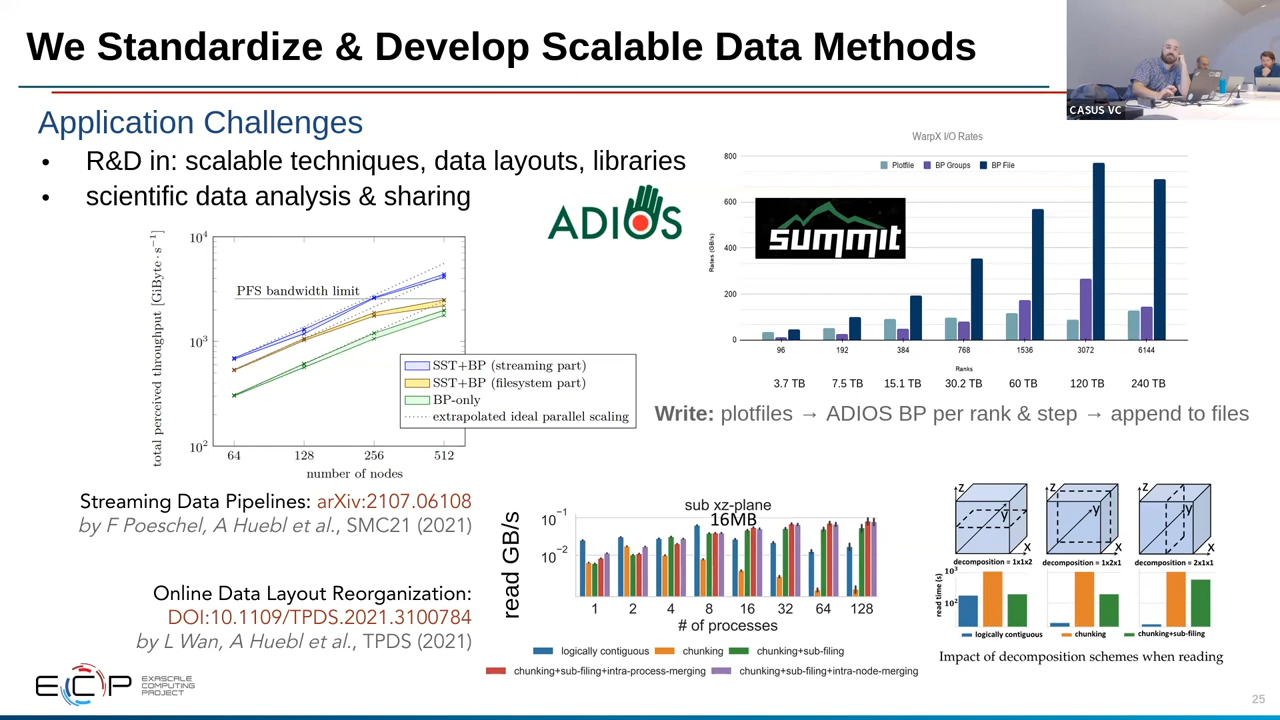 We Standardize & Develop Scalable Data Methods
CASUS VC
Application Challenges
• R&D in: scalable techniques, data layouts, libraries
• scientific data analysis & sharing
ADIOS
WarpX I/O Rates
Plotfile BP Groups BP File
summit
Rates (GB/s)
800
600
400
200
0
96 192 384 768 1536 3072 6144
Ranks
3.7 TB 7.5 TB 15.1 TB 30.2 TB 60 TB 120 TB 240 TB
Write: plotfiles → ADIOS BP per rank & step → append to files
total perceived throughput [GiByte·s⁻¹]
10⁴
10³
10²
PFS bandwidth limit
SST+BP (streaming part)
SST+BP (filesystem part)
BP-only
extrapolated ideal parallel scaling
64 128 256 512
number of nodes
Streaming Data Pipelines: arXiv:2107.06108
by F Poeschel, A Huebl et al., SMC21 (2021)
Online Data Layout Reorganization:
DOI:10.1109/TPDS.2021.3100784
by L Wan, A Huebl et al., TPDS (2021)
sub xz-plane
16MB
read GB/s
10⁻¹
10⁻²
1 2 4 8 16 32 64 128
# of processes
logically contiguous chunking chunking+sub-filing
chunking+sub-filing+intra-process-merging chunking+sub-filing+intra-node-merging
z y x z y x z y x
decomposition = 1x1x2 decomposition = 1x2x1 decomposition = 2x1x1
read time (s)
10³
10²
logically contiguous chunking chunking+sub-filing
Impact of decomposition schemes when reading
ECP
EXASCALE
COMPUTING
PROJECT
25